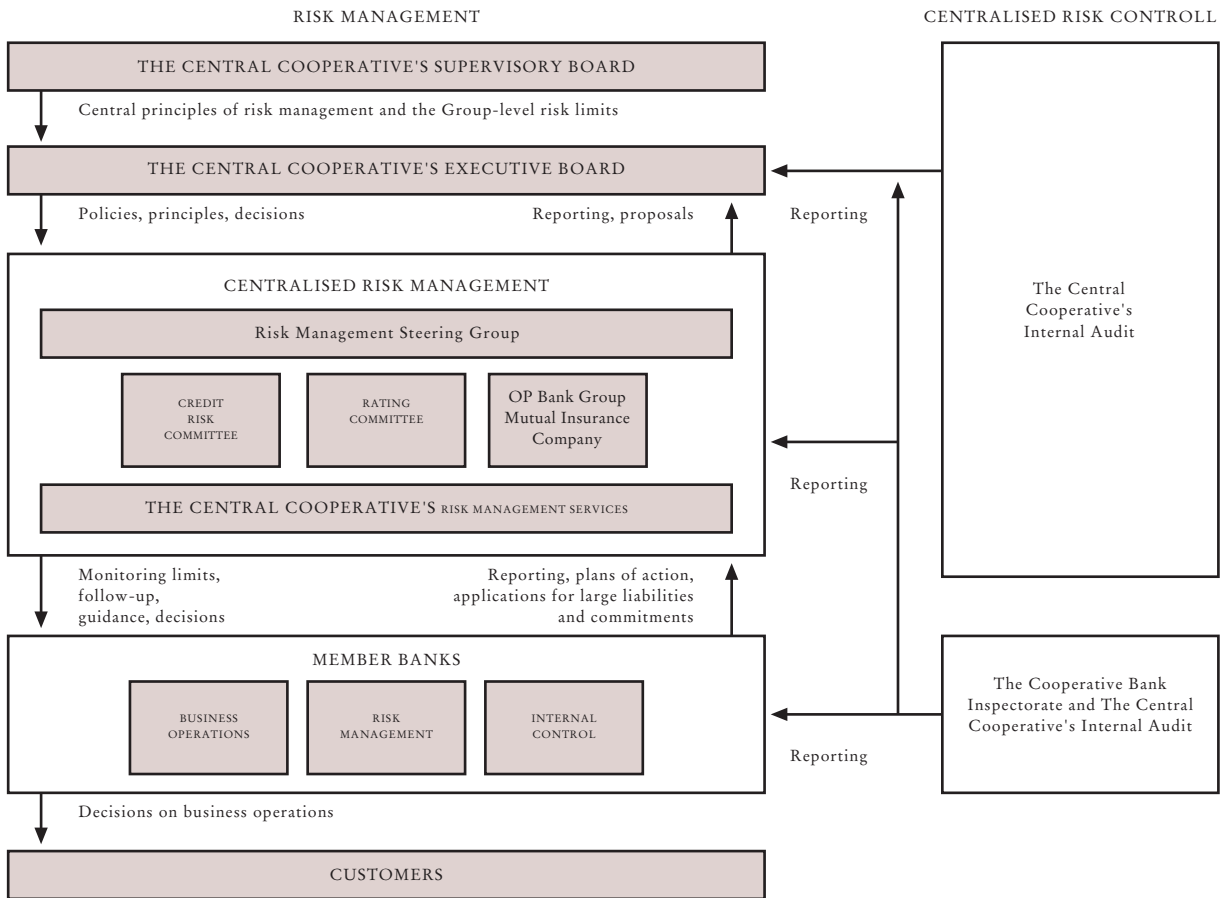 RISK MANAGEMENT
CENTRALISED RISK CONTROLL
THE CENTRAL COOPERATIVE'S SUPERVISORY BOARD
Central principles of risk management and the Group-level risk limits
THE CENTRAL COOPERATIVE'S EXECUTIVE BOARD
Policies, principles, decisions
Reporting, proposals
Reporting
CENTRALISED RISK MANAGEMENT
Risk Management Steering Group
CREDIT
RISK
COMMITTEE
RATING
COMMITTEE
OP Bank Group
Mutual Insurance
Company
THE CENTRAL COOPERATIVE'S RISK MANAGEMENT SERVICES
Reporting
The Central
Cooperative's
Internal Audit
Monitoring limits,
follow-up,
guidance, decisions
Reporting, plans of action,
applications for large liabilities
and commitments
MEMBER BANKS
BUSINESS
OPERATIONS
RISK
MANAGEMENT
INTERNAL
CONTROL
Reporting
The Cooperative Bank
Inspectorate and The Central
Cooperative's Internal Audit
Decisions on business operations
CUSTOMERS